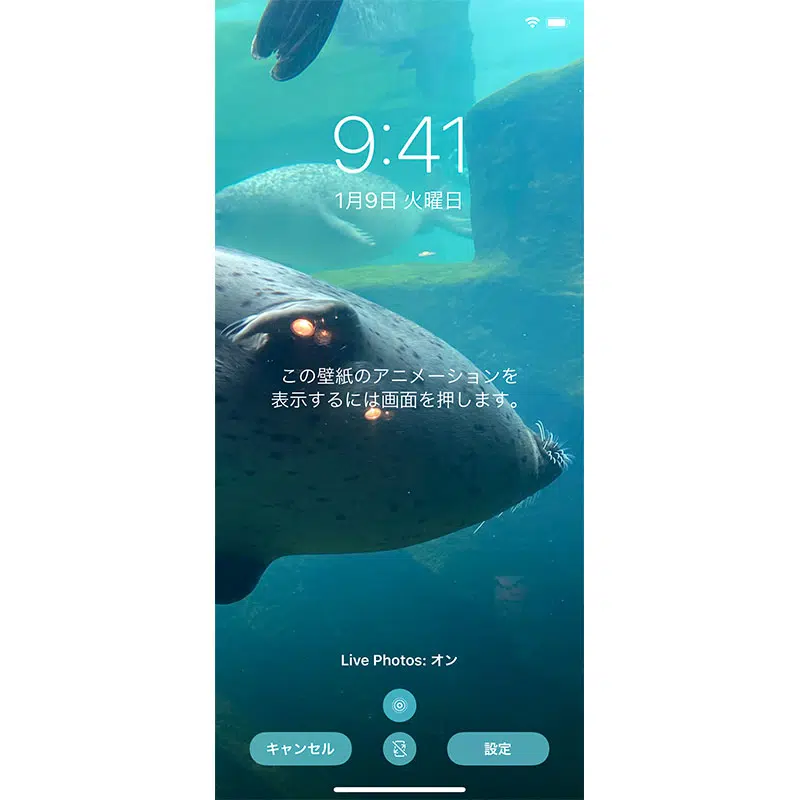 9:41
1月9日 火曜日
この壁紙のアニメーションを
表示するには画面を押します。
Live Photos: オン
キャンセル
設定